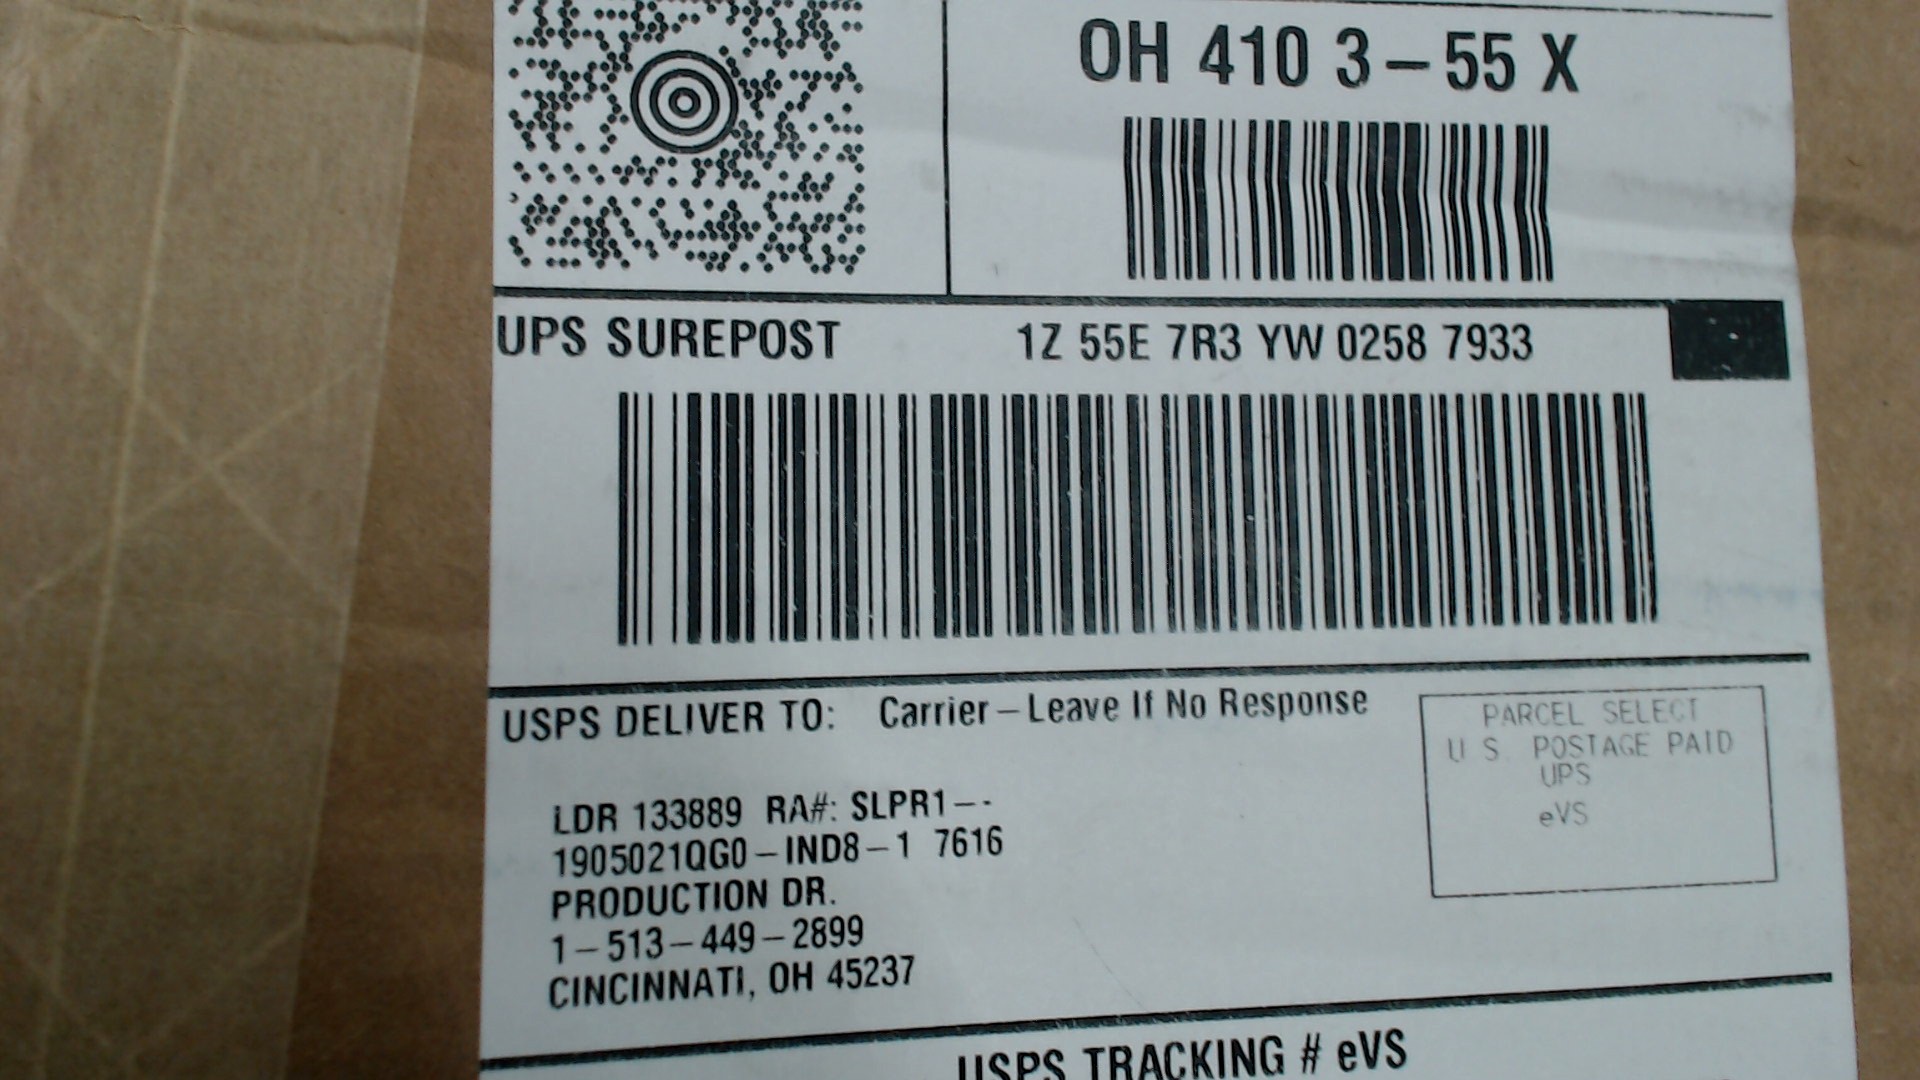 OH 410 3-55 X
UPS SUREPOST 1Z 55E 7R3 YW 0258 7933
USPS DELIVER TO: Carrier-Leave If No Response
LDR 133889 RA#: SLPR1--
1905021QG0-IND8-1 7616
PRODUCTION DR.
1-513-449-2899
CINCINNATI, OH 45237
PARCEL SELECT
U S. POSTAGE PAID
UPS
eVS
USPS TRACKING # eVS